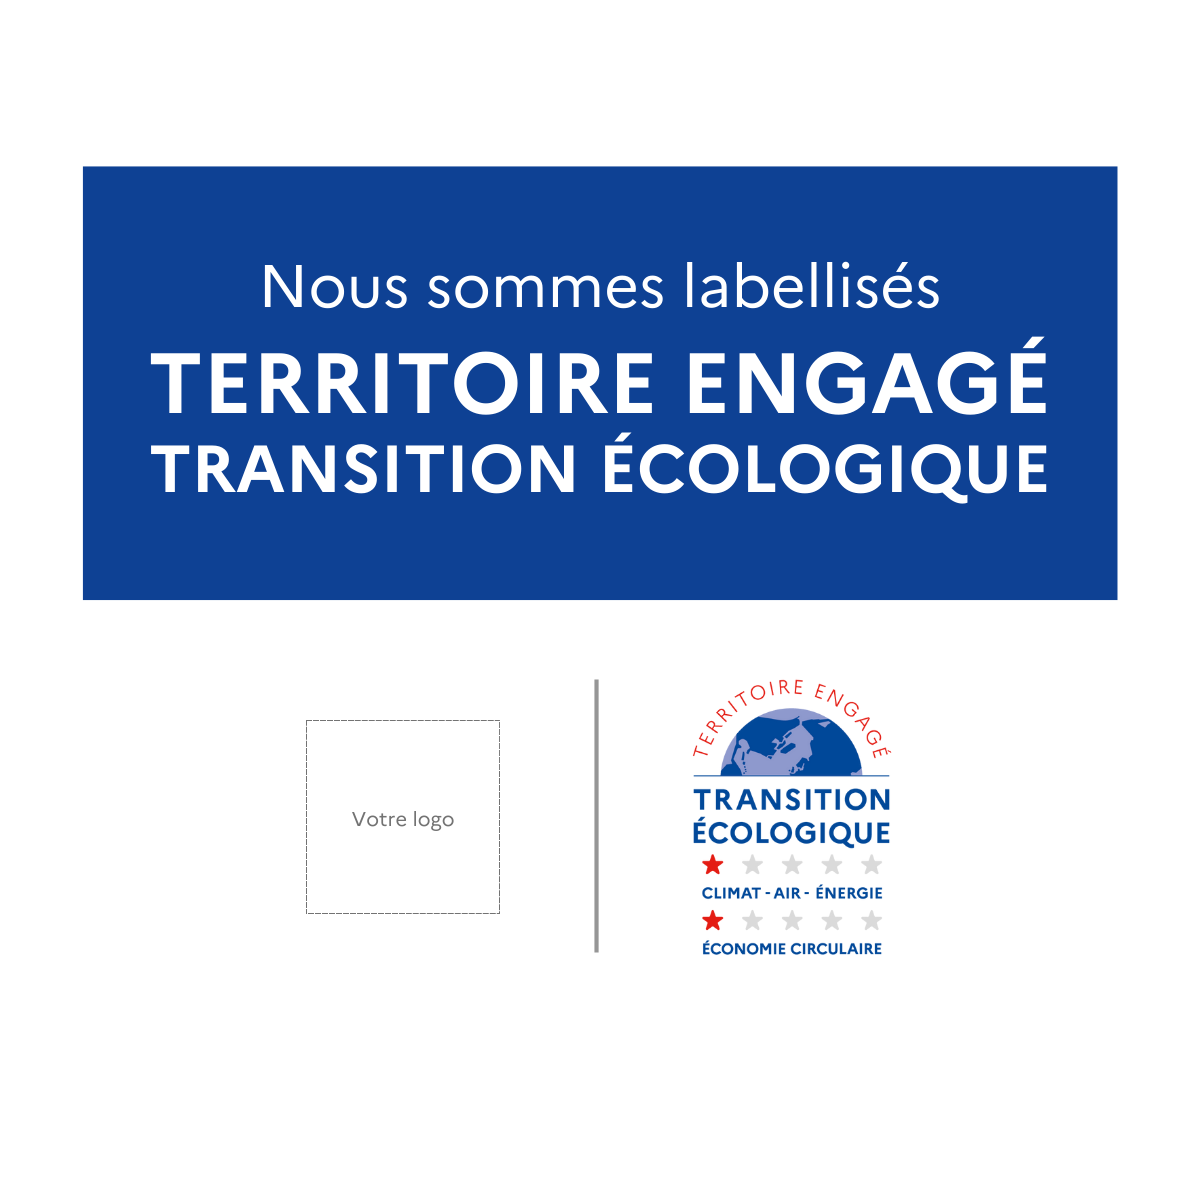 Nous sommes labellisés
TERRITOIRE ENGAGÉ
TRANSITION ÉCOLOGIQUE
Votre logo
TERRITOIRE ENGAGÉ
TRANSITION
ÉCOLOGIQUE
CLIMAT - AIR - ÉNERGIE
ÉCONOMIE CIRCULAIRE